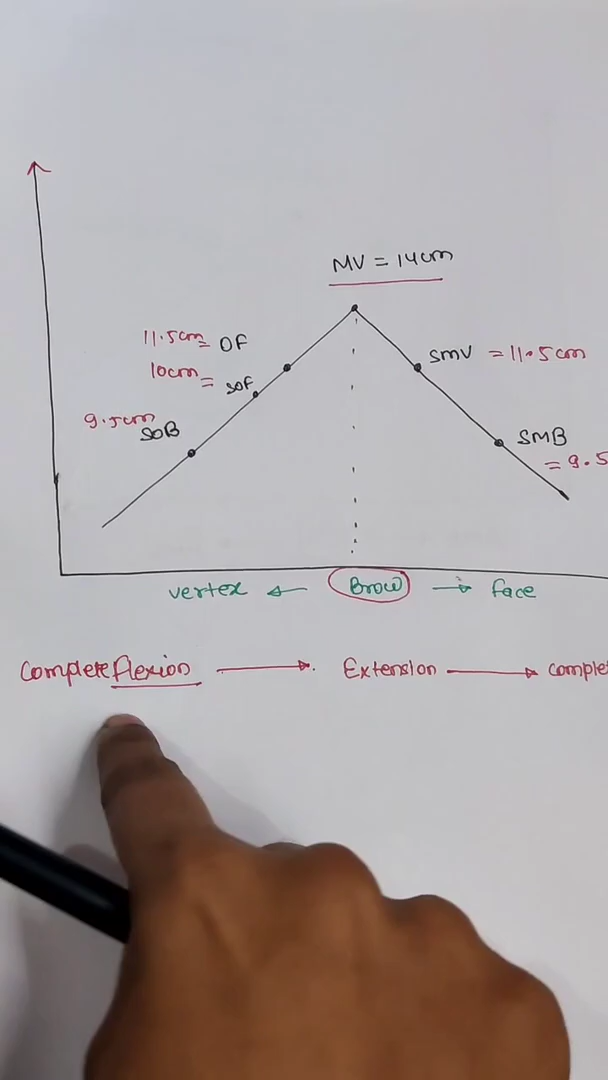 MV = 14cm
11.5cm = OF
SMV = 11.5cm
10cm = SOF
9.5cm SOB
SMB
= 9.5
vertex ← Brow → face
Complete flexion → Extension → comple